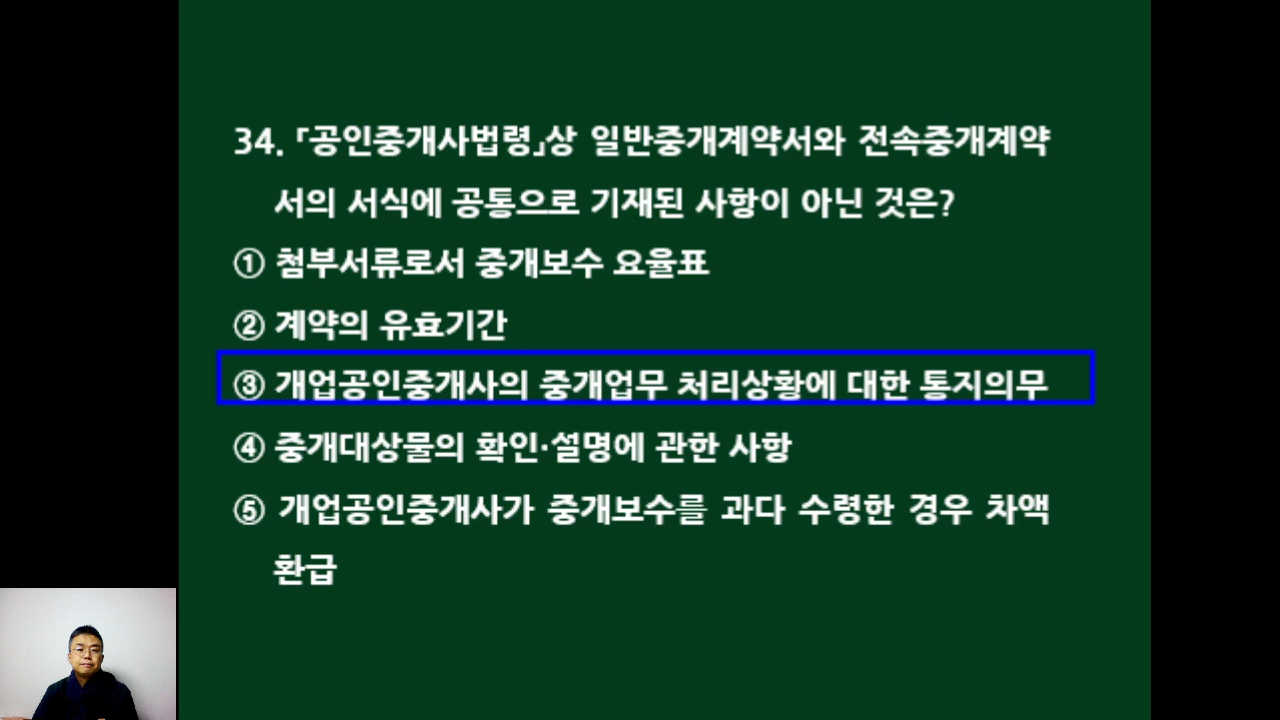 34. 「공인중개사법령」상 일반중개계약서와 전속중개계약
서의 서식에 공통으로 기재된 사항이 아닌 것은?
① 첨부서류로서 중개보수 요율표
② 계약의 유효기간
③ 개업공인중개사의 중개업무 처리상황에 대한 통지의무
④ 중개대상물의 확인·설명에 관한 사항
⑤ 개업공인중개사가 중개보수를 과다 수령한 경우 차액
환급